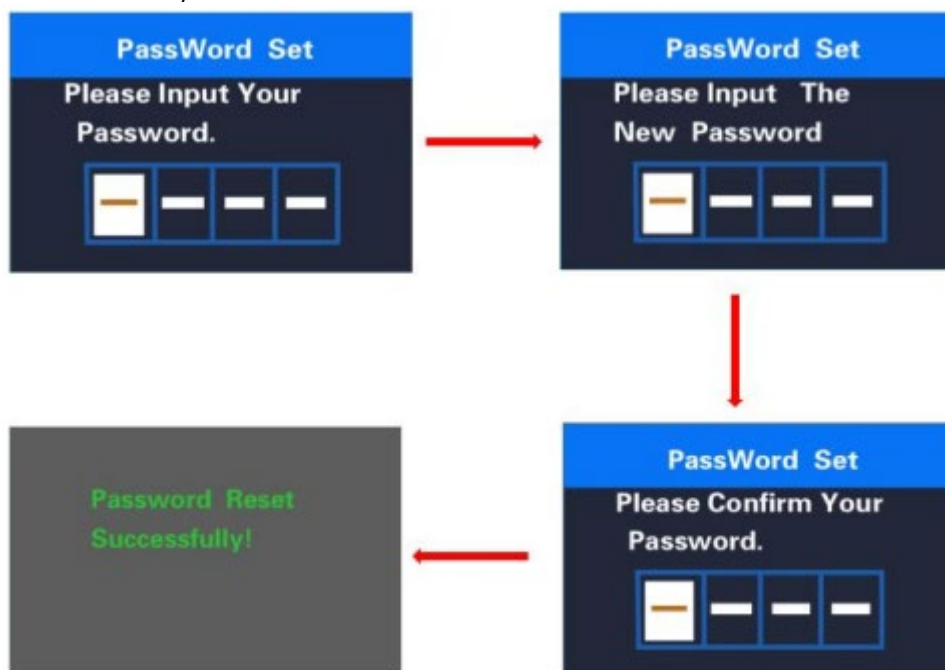 PassWord Set
Please Input Your
Password.
PassWord Set
Please Input The
New Password
PassWord Set
Please Confirm Your
Password.
Password Reset
Successfully!